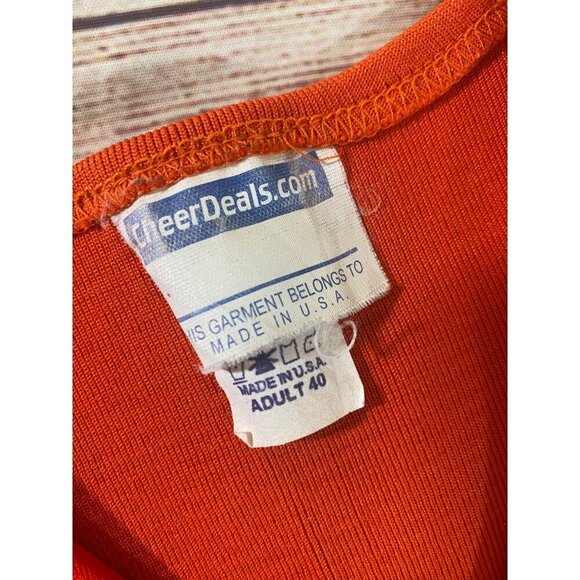 CheerDeals.com
THIS GARMENT BELONGS TO
MADE IN U.S.A.
MADE IN U.S.A
ADULT 40